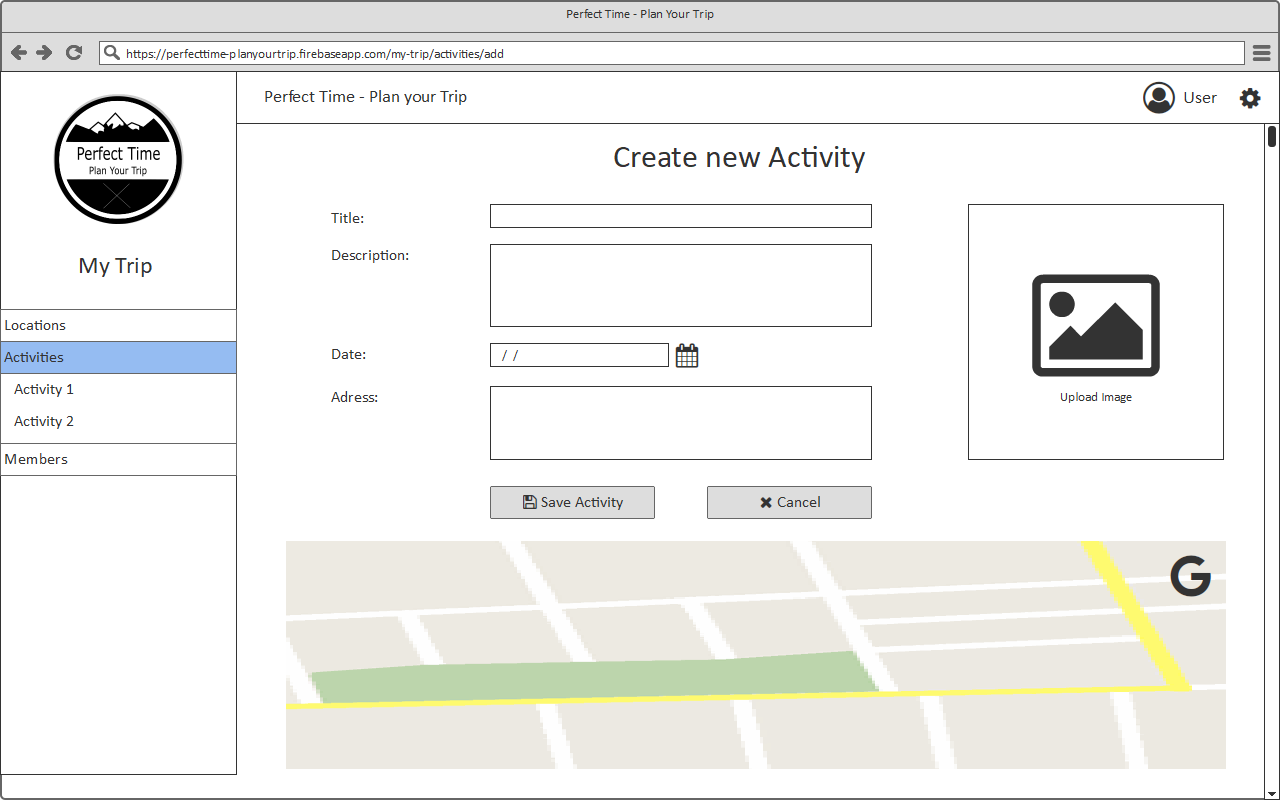 Perfect Time - Plan Your Trip
https://perfecttime-planyourtrip.firebaseapp.com/my-trip/activities/add
Perfect Time
Plan Your Trip
My Trip
Locations
Activities
Activity 1
Activity 2
Members
Perfect Time - Plan your Trip
User
Create new Activity
Title:
Description:
Date:
/ /
Adress:
Upload Image
Save Activity
Cancel
G